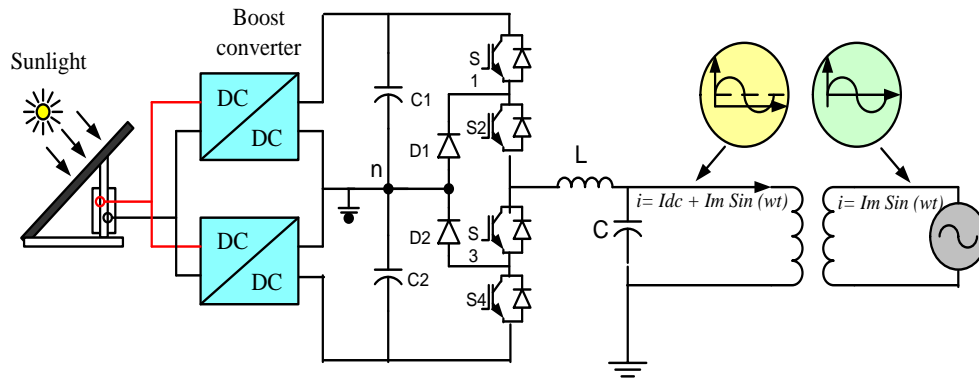 Boost
converter
Sunlight
DC
DC
DC
DC
C1
C2
n
D1
D2
S
1
S2
S
3
S4
L
C
i= Idc + Im Sin (wt)
i= Im Sin (wt)